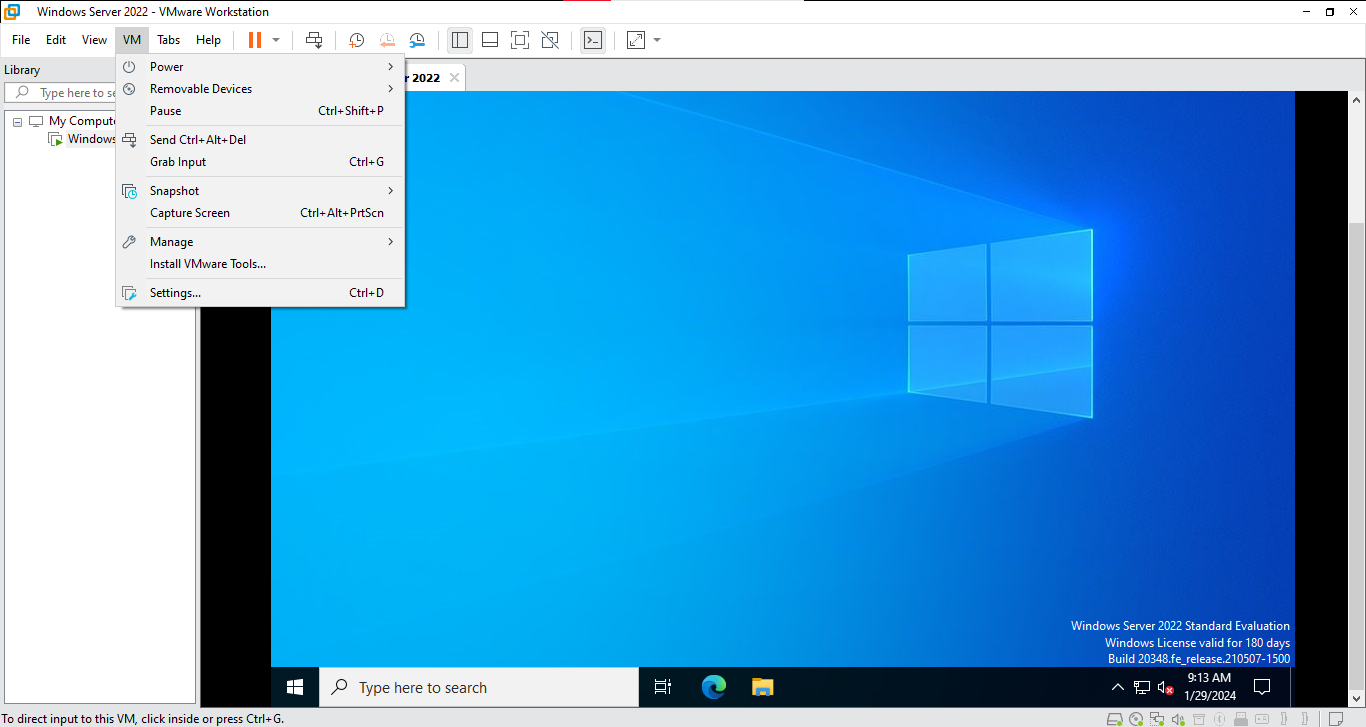 Windows Server 2022 - VMware Workstation
File Edit View VM Tabs Help
Library
Type here to se
My Compute
Windows
r 2022
Power
Removable Devices
Pause Ctrl+Shift+P
Send Ctrl+Alt+Del
Grab Input Ctrl+G
Snapshot
Capture Screen Ctrl+Alt+PrtScn
Manage
Install VMware Tools...
Settings... Ctrl+D
Windows Server 2022 Standard Evaluation
Windows License valid for 180 days
Build 20348.fe_release.210507-1500
Type here to search
9:13 AM
1/29/2024
To direct input to this VM, click inside or press Ctrl+G.